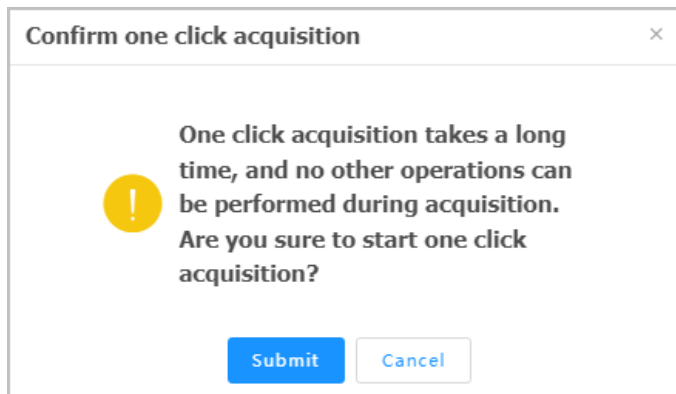 Confirm one click acquisition
One click acquisition takes a long
time, and no other operations can
be performed during acquisition.
Are you sure to start one click
acquisition?
Submit
Cancel